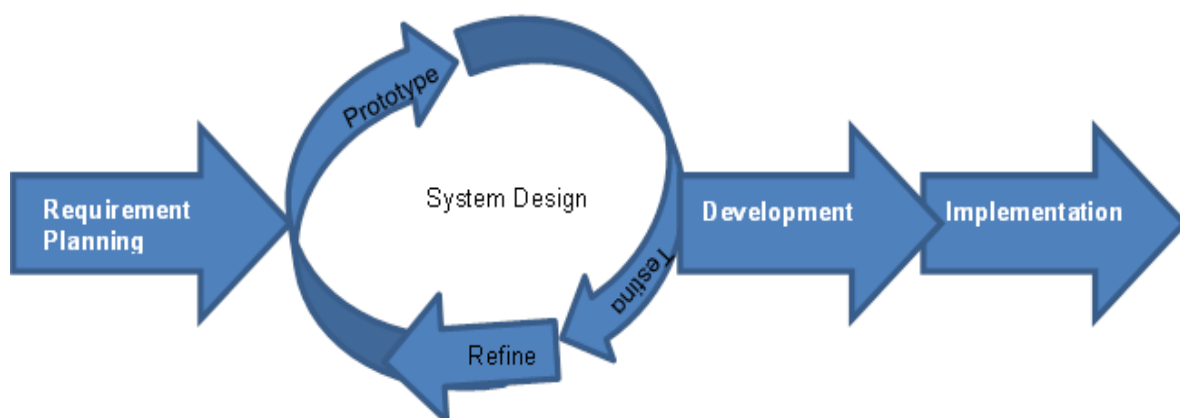 Prototype
System Design
Requirement
Planning
Development
Implementation
Testing
Refine